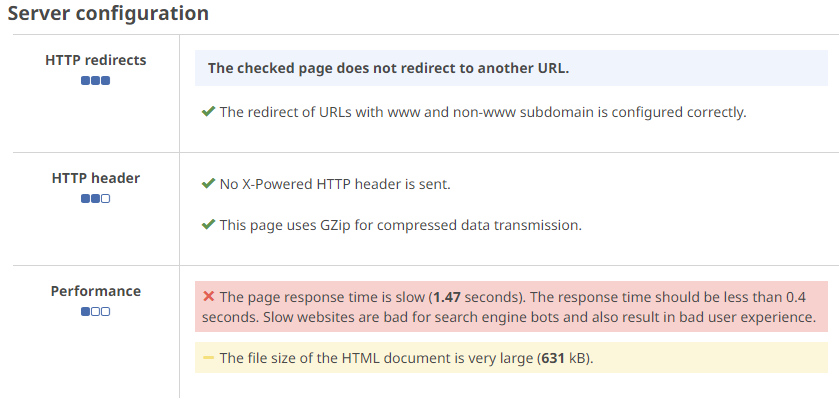 Server configuration
HTTP redirects
The checked page does not redirect to another URL.
The redirect of URLs with www and non-www subdomain is configured correctly.
HTTP header
No X-Powered HTTP header is sent.
This page uses GZip for compressed data transmission.
Performance
The page response time is slow (1.47 seconds). The response time should be less than 0.4
seconds. Slow websites are bad for search engine bots and also result in bad user experience.
The file size of the HTML document is very large (631 kB).